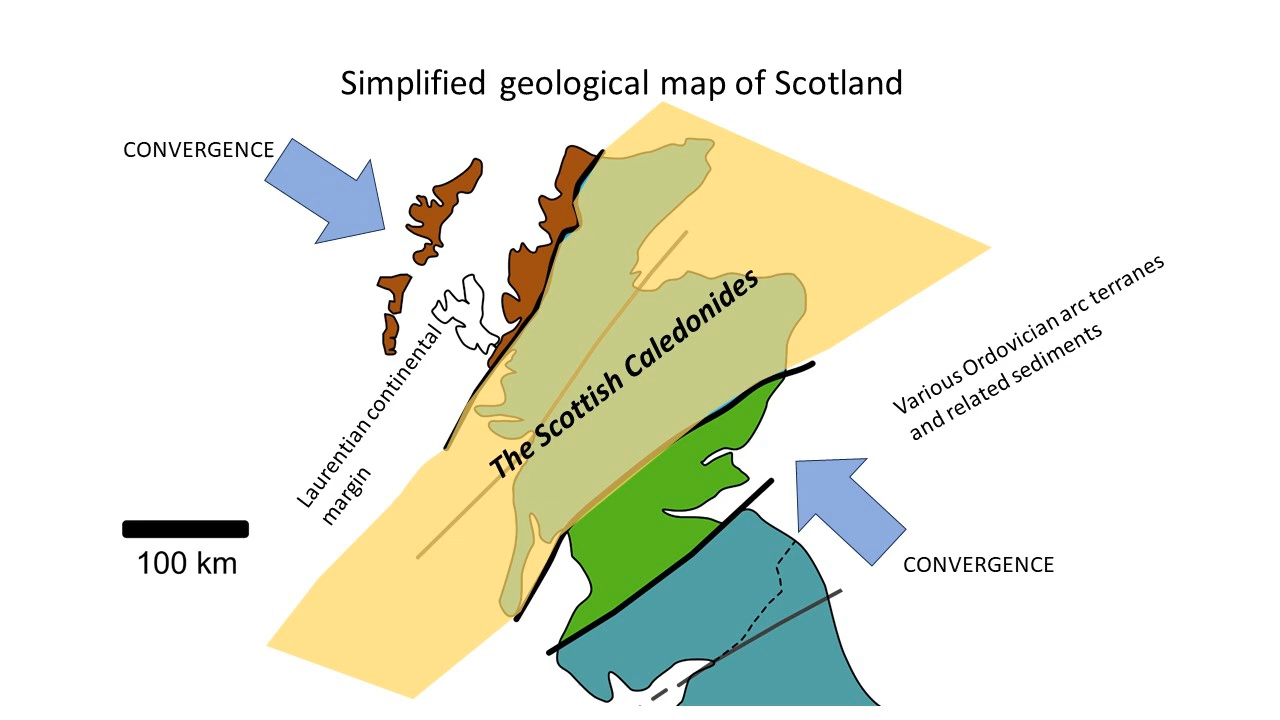 Simplified geological map of Scotland
CONVERGENCE
The Scottish Caledonides
Laurentian continental
margin
Various Ordovician arc terranes
and related sediments
100 km
CONVERGENCE